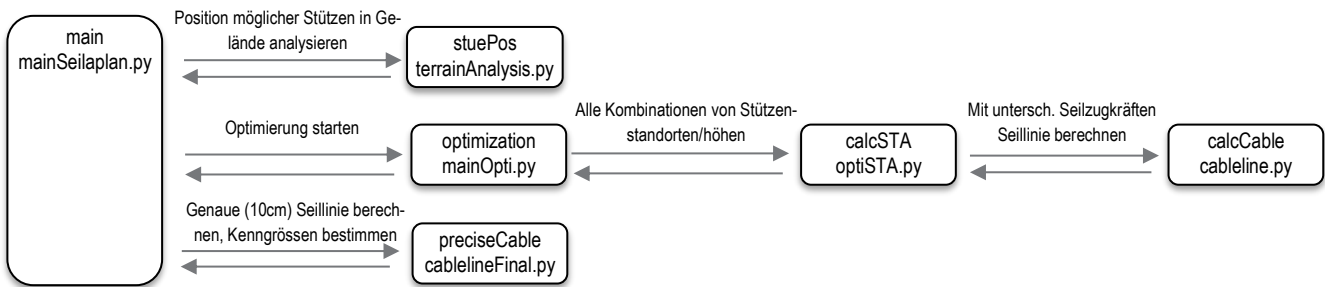 main
mainSeilaplan.py
Position möglicher Stützen in Ge-
lände analysieren
stuePos
terrainAnalysis.py
Optimierung starten
optimization
mainOpti.py
Alle Kombinationen von Stützen-
standorten/höhen
calcSTA
optiSTA.py
Mit untersch. Seilzugkräften
Seillinie berechnen
calcCable
cableline.py
Genaue (10cm) Seillinie berech-
nen, Kenngrössen bestimmen
preciseCable
cablelineFinal.py